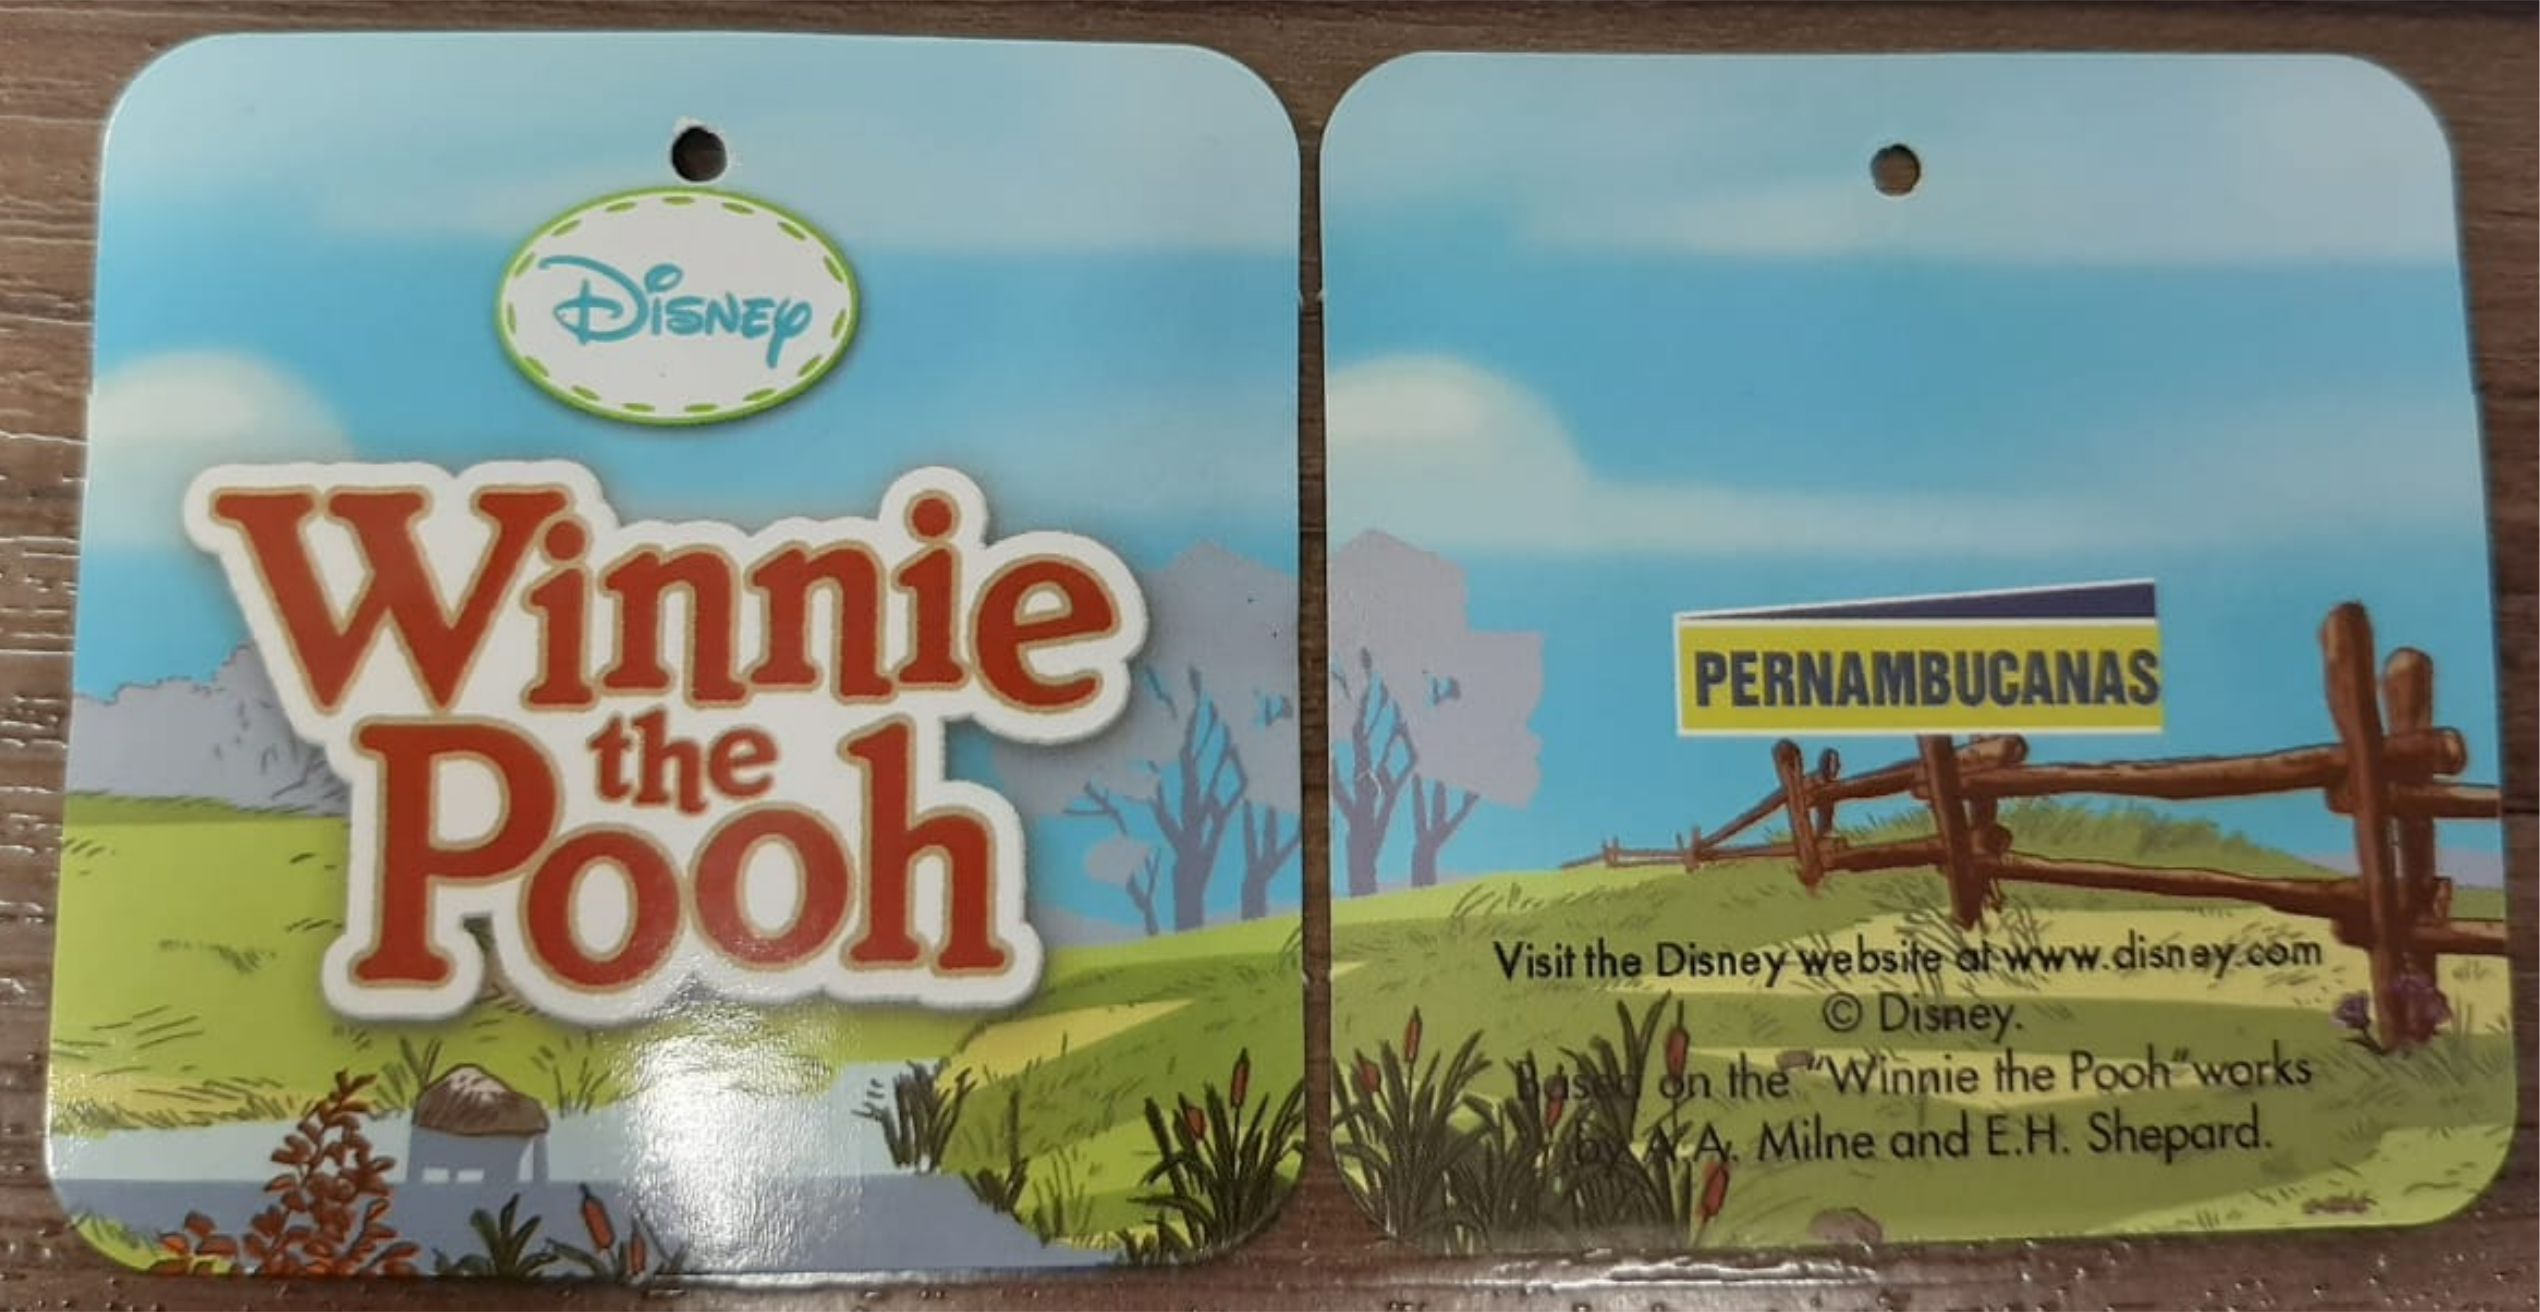 Disney
Winnie
the
Pooh
PERNAMBUCANAS
Visit the Disney website at www.disney.com
© Disney.
Based on the "Winnie the Pooh" works
by A.A. Milne and E.H. Shepard.